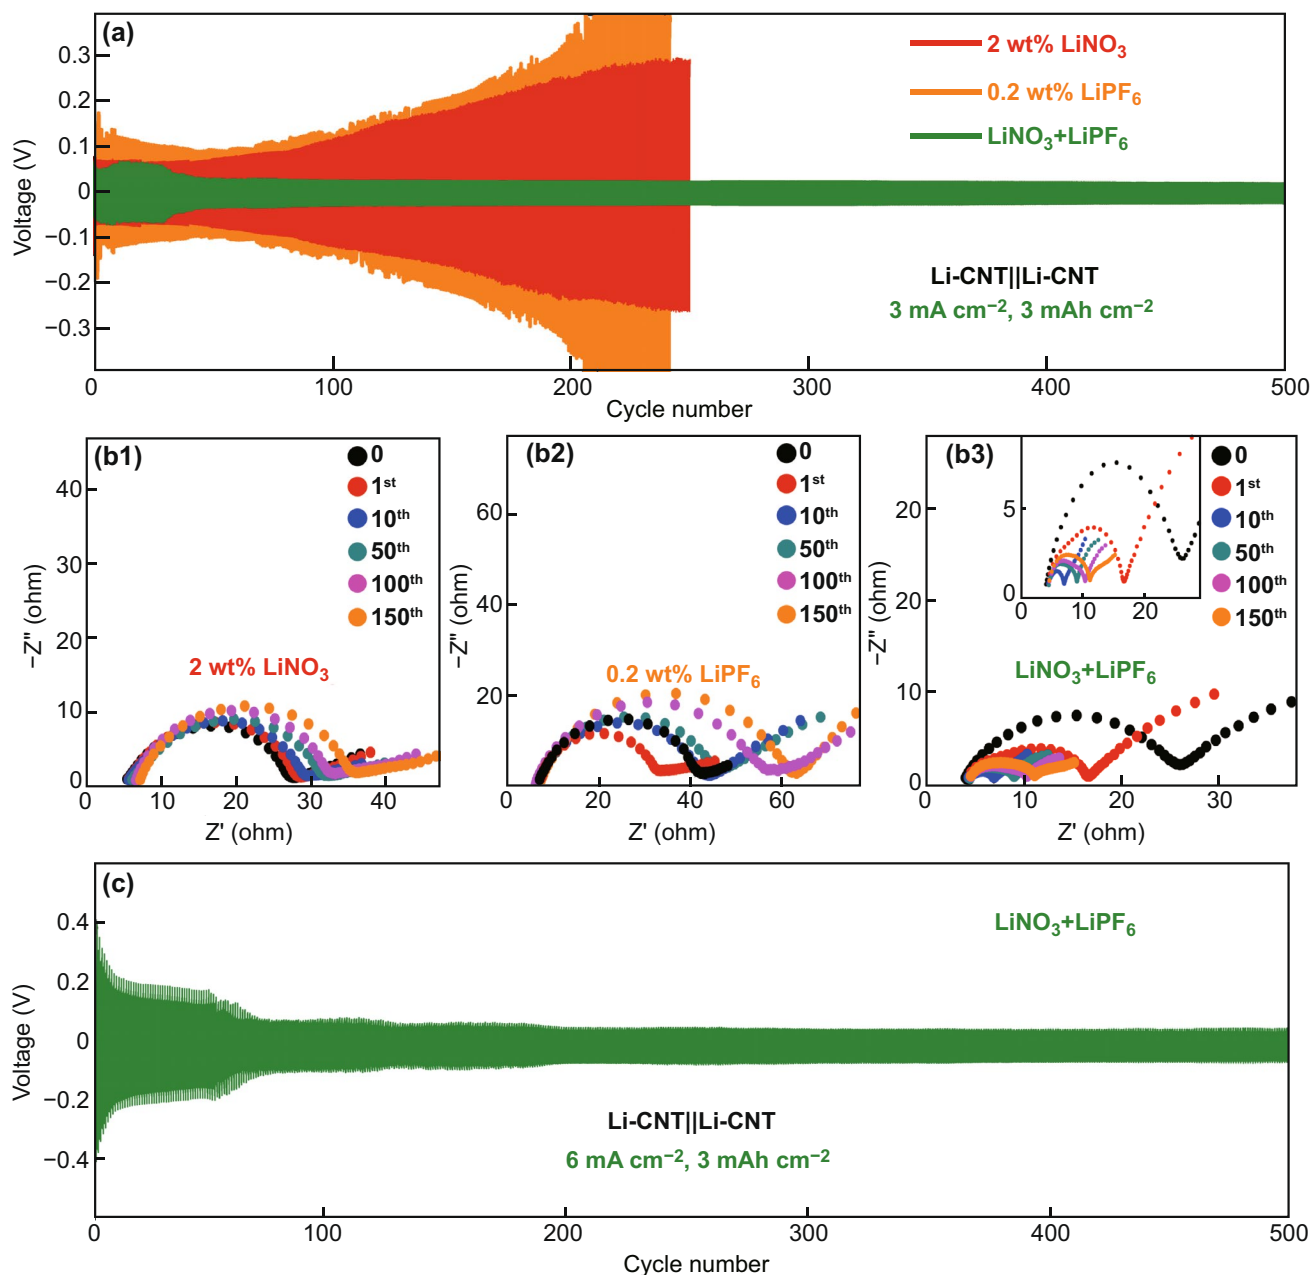 (a)
0.3
0.2
0.1
0
−0.1
−0.2
−0.3
Voltage (V)
2 wt% LiNO₃
0.2 wt% LiPF₆
LiNO₃+LiPF₆
Li-CNT||Li-CNT
3 mA cm⁻², 3 mAh cm⁻²
0 100 200 300 400 500
Cycle number
(b1)
40
30
20
10
0
−Z" (ohm)
0
1ˢᵗ
10ᵗʰ
50ᵗʰ
100ᵗʰ
150ᵗʰ
2 wt% LiNO₃
0 10 20 30 40
Z' (ohm)
(b2)
60
40
20
−Z" (ohm)
0
1ˢᵗ
10ᵗʰ
50ᵗʰ
100ᵗʰ
150ᵗʰ
0.2 wt% LiPF₆
0 20 40 60
Z' (ohm)
(b3)
20
20
10
0
−Z" (ohm)
5
0
0 10 20
0
1ˢᵗ
10ᵗʰ
50ᵗʰ
100ᵗʰ
150ᵗʰ
LiNO₃+LiPF₆
0 10 20 30
Z' (ohm)
(c)
0.4
0.2
0
−0.2
−0.4
Voltage (V)
LiNO₃+LiPF₆
Li-CNT||Li-CNT
6 mA cm⁻², 3 mAh cm⁻²
0 100 200 300 400 500
Cycle number